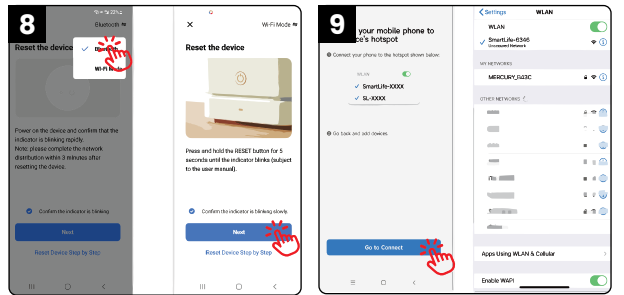 8
Bluetooth
Reset the device
Bluetooth
Wi-Fi Mode
Power on the device and confirm that the
indicator is blinking rapidly.
Note: please complete the network
distribution within 3 minutes after
resetting the device.
Confirm the indicator is blinking
Next
Reset Device Step by Step
Wi-Fi Mode
Reset the device
Press and hold the RESET button for 5
seconds until the indicator blinks (subject
to the user manual).
Confirm the indicator is blinking slowly.
Next
Reset Device Step by Step
9
your mobile phone to
ce's hotspot
Connect your phone to the hotspot shown below.
WLAN
SmartLife-XXXX
SL-XXXX
Go back and add devices.
Go to Connect
Settings
WLAN
WLAN
SmartLife-6346
Unsecured Network
MY NETWORKS
MERCURY_643C
OTHER NETWORKS
Apps Using WLAN & Cellular
Enable WAPI